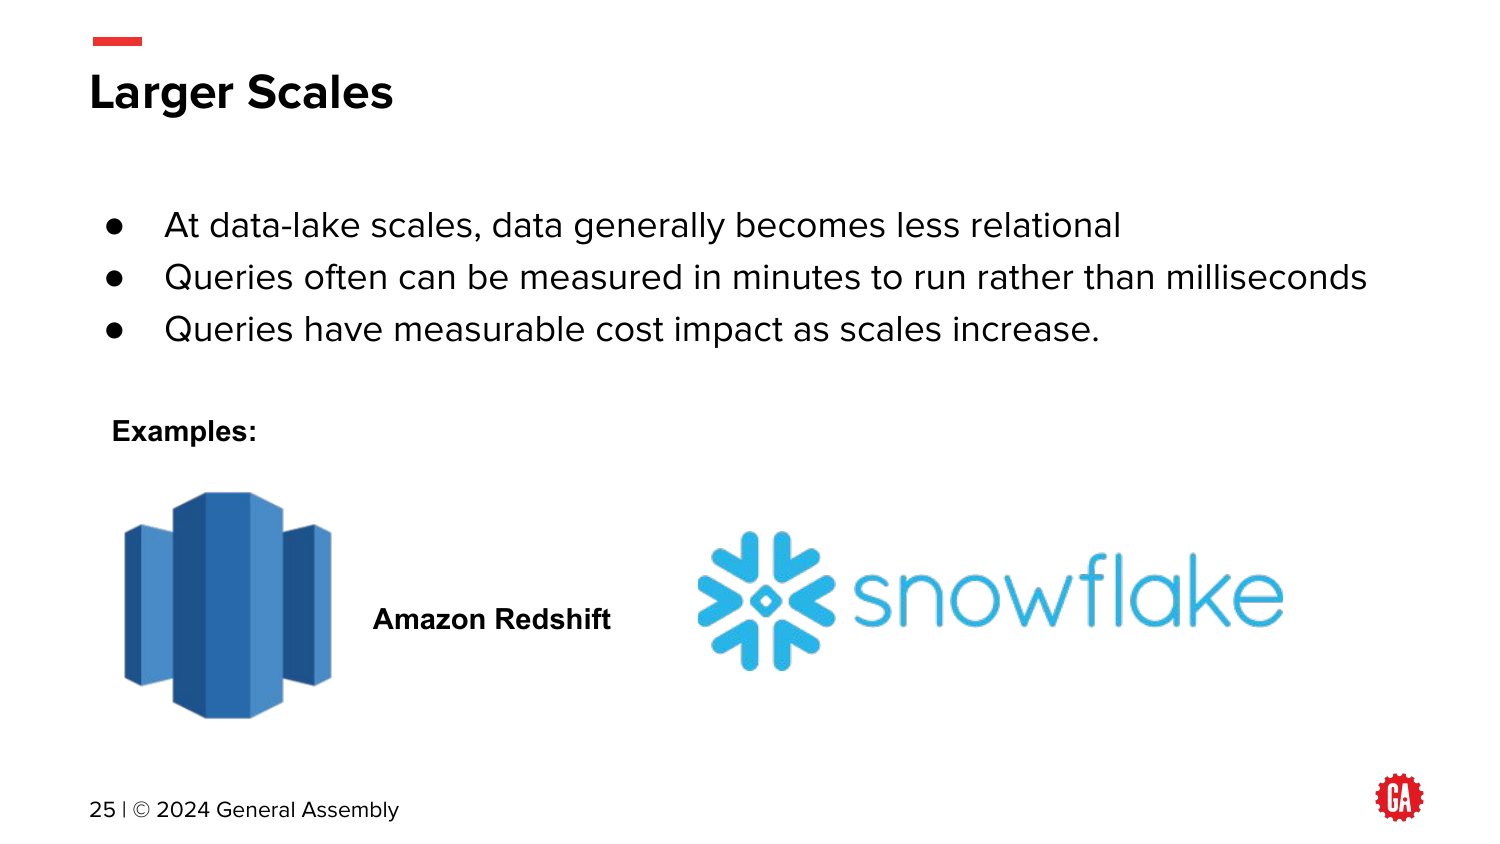 Larger Scales
● At data-lake scales, data generally becomes less relational
● Queries often can be measured in minutes to run rather than milliseconds
● Queries have measurable cost impact as scales increase.
Examples:
Amazon Redshift
snowflake
25 | © 2024 General Assembly
GA